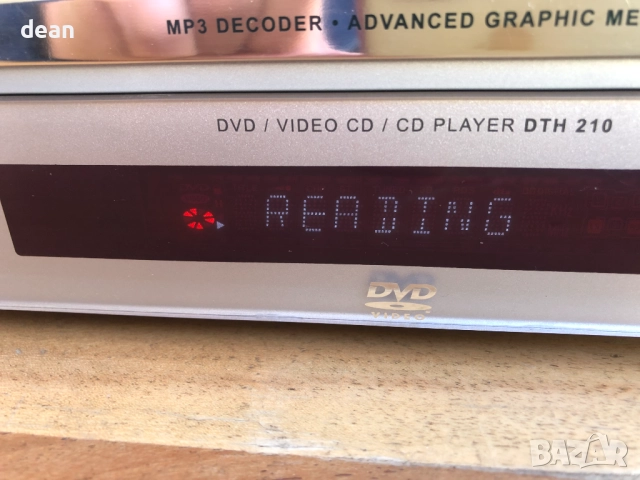 dean
MP3 DECODER • ADVANCED GRAPHIC ME
DVD / VIDEO CD / CD PLAYER DTH 210
READING
DVD
VIDEO
BAZAR